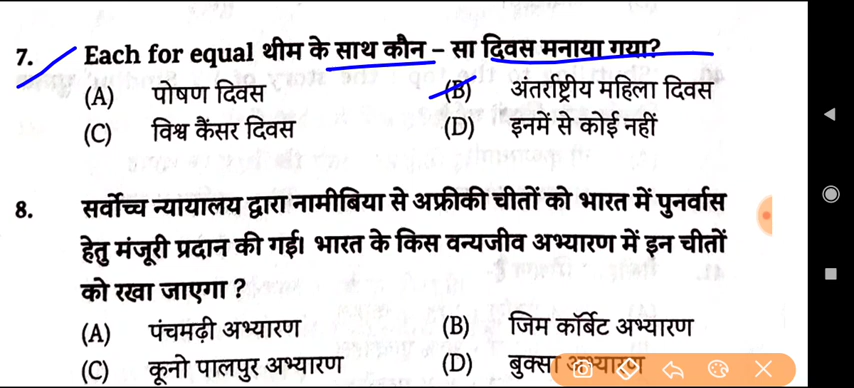 7. Each for equal थीम के साथ कौन – सा दिवस मनाया गया?
(A) पोषण दिवस (B) अंतर्राष्ट्रीय महिला दिवस
(C) विश्व कैंसर दिवस (D) इनमें से कोई नहीं
8. सर्वोच्च न्यायालय द्वारा नामीबिया से अफ्रीकी चीतों को भारत में पुनर्वास
हेतु मंजूरी प्रदान की गई। भारत के किस वन्यजीव अभ्यारण में इन चीतों
को रखा जाएगा ?
(A) पंचमढ़ी अभ्यारण (B) जिम कॉर्बेट अभ्यारण
(C) कूनो पालपुर अभ्यारण (D) बुक्सा अभ्यारण